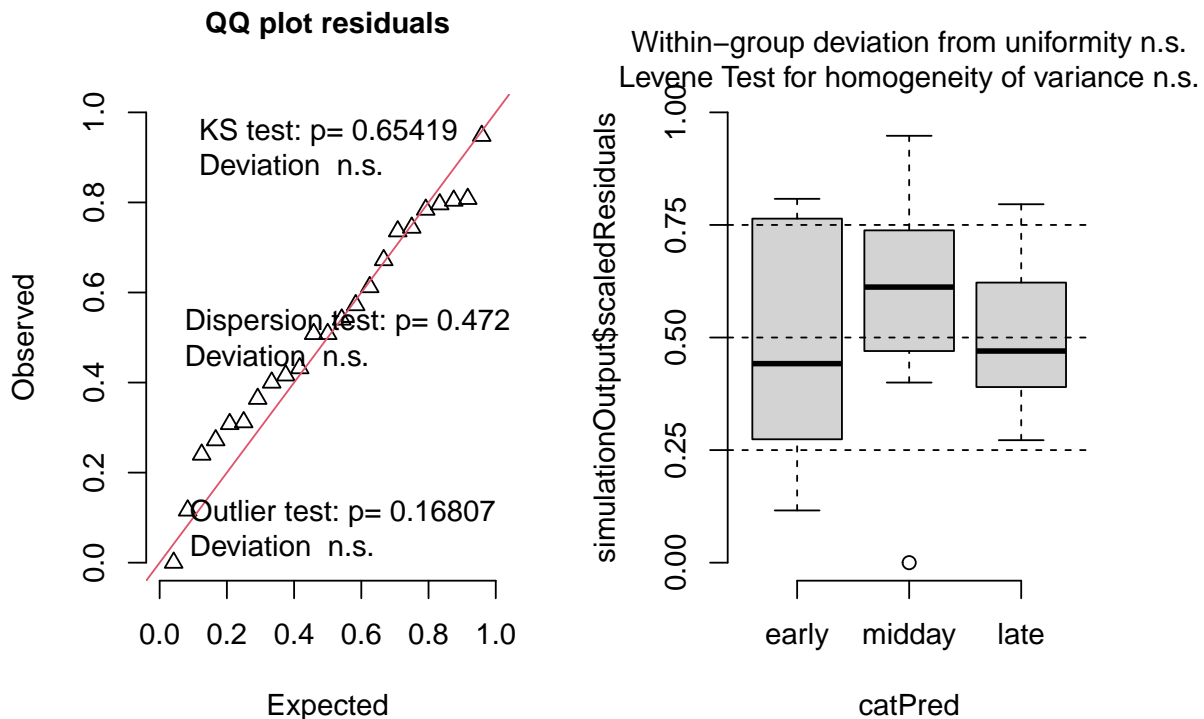 QQ plot residuals
Observed
1.0
0.8
0.6
0.4
0.2
0.0
KS test: p= 0.65419
Deviation  n.s.
Dispersion test: p= 0.472
Deviation  n.s.
Outlier test: p= 0.16807
Deviation  n.s.
0.0 0.2 0.4 0.6 0.8 1.0
Expected
Within−group deviation from uniformity n.s.
Levene Test for homogeneity of variance n.s.
simulationOutput$scaledResiduals
1.00
0.75
0.50
0.25
0.00
early midday late
catPred